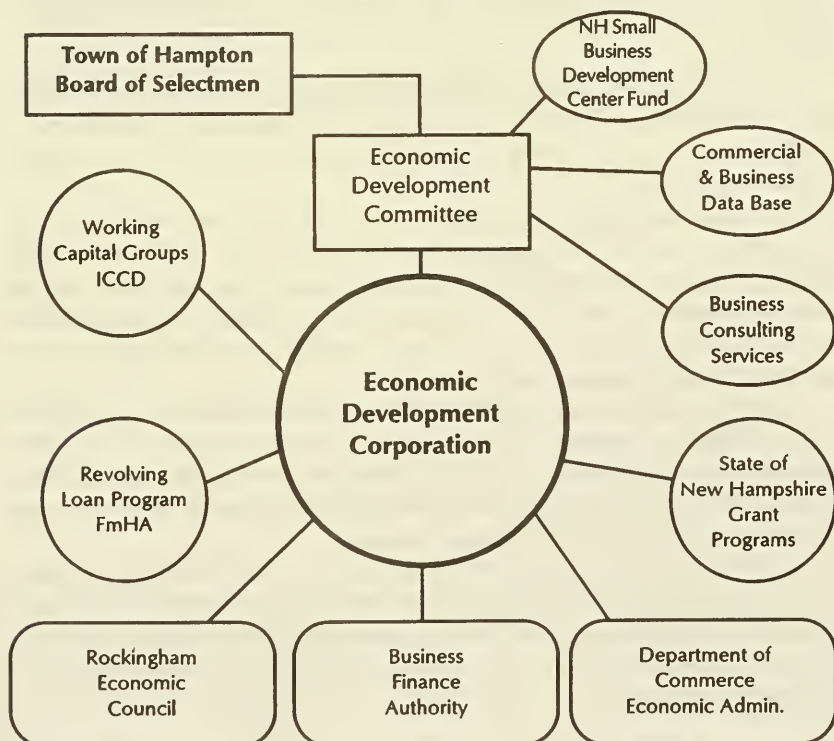 Town of Hampton
Board of Selectmen
NH Small
Business
Development
Center Fund
Economic
Development
Committee
Commercial
& Business
Data Base
Working
Capital Groups
ICCD
Business
Consulting
Services
Economic
Development
Corporation
Revolving
Loan Program
FmHA
State of
New Hampshire
Grant
Programs
Rockingham
Economic
Council
Business
Finance
Authority
Department of
Commerce
Economic Admin.